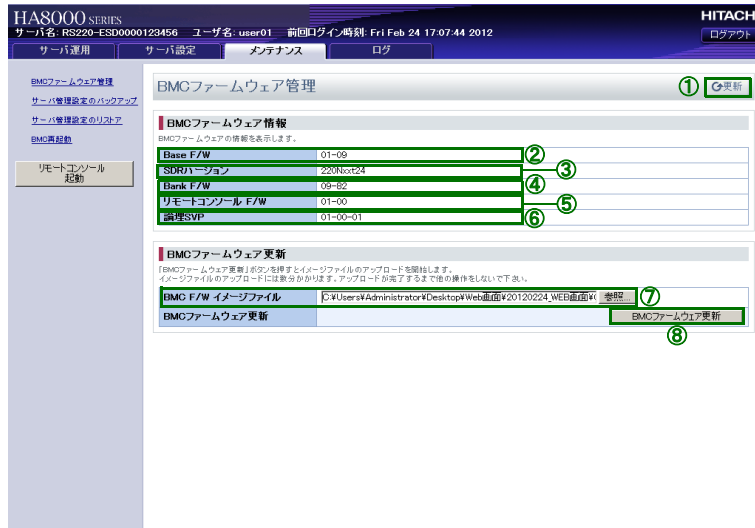 HA8000 SERIES
HITACHI
サーバ名: RS220-ESD0000123456 ユーザ名: user01 前回ログイン時刻: Fri Feb 24 17:07:44 2012
ログアウト
サーバ運用 サーバ設定 メンテナンス ログ
BMCファームウェア管理
サーバ管理設定のバックアップ
サーバ管理設定のリストア
BMC再起動
リモートコンソール
起動
BMCファームウェア管理
① 更新
BMCファームウェア情報
BMCファームウェアの情報を表示します。
Base F/W 01-09 ②
SDRバージョン 220Nxxt24 ③
Bank F/W 09-82 ④
リモートコンソール F/W 01-00 ⑤
論理SVP 01-00-01 ⑥
BMCファームウェア更新
「BMCファームウェア更新」ボタンを押すとイメージファイルのアップロードを開始します。
イメージファイルのアップロードには数分かかります。アップロードが完了するまで他の操作をしないで下さい。
BMC F/W イメージファイル C:¥Users¥Administrator¥Desktop¥Web画面¥20120224_WEB画面¥( 参照... ⑦
BMCファームウェア更新 BMCファームウェア更新
⑧